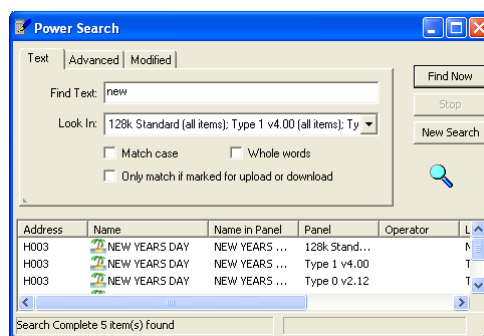 Power Search
Text Advanced Modified
Find Text: new
Find Now
Stop
Look In: 128k Standard (all items); Type 1 v4.00 (all items); Ty
New Search
Match case Whole words
Only match if marked for upload or download
Address Name Name in Panel Panel Operator L
H003 NEW YEARS DAY NEW YEARS ... 128k Stand...
H003 NEW YEARS DAY NEW YEARS ... Type 1 v4.00
H003 NEW YEARS DAY NEW YEARS ... Type 0 v2.12
Search Complete 5 item(s) found